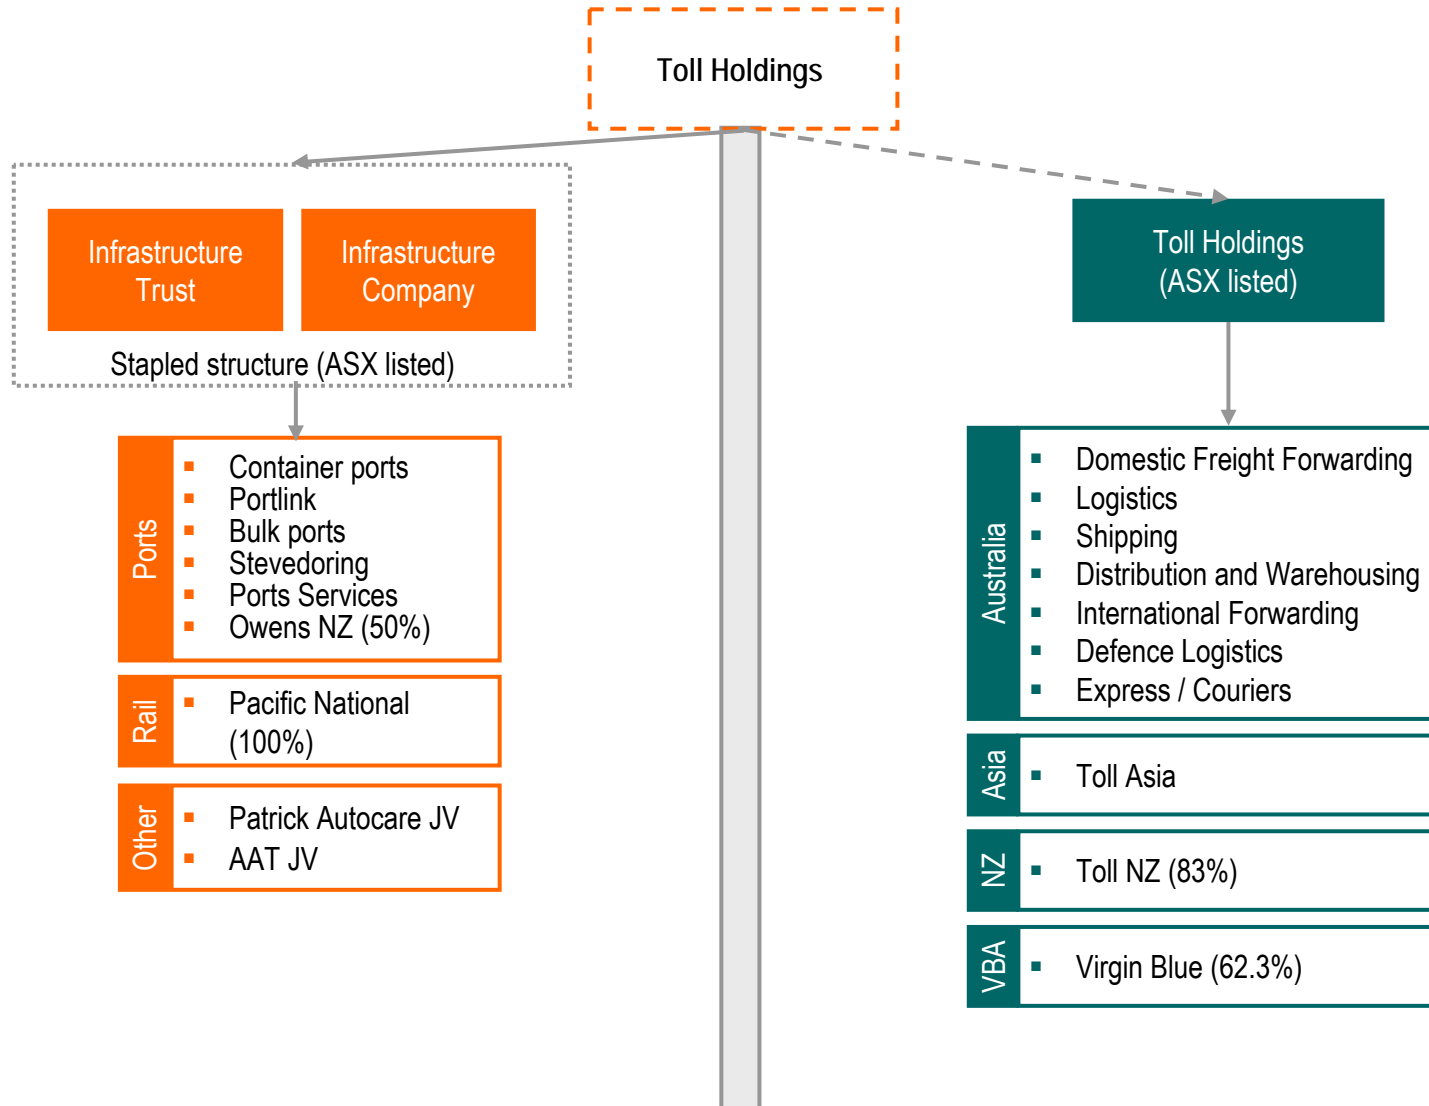 Toll Holdings
Infrastructure
Trust
Infrastructure
Company
Stapled structure (ASX listed)
Ports
▪ Container ports
▪ Portlink
▪ Bulk ports
▪ Stevedoring
▪ Ports Services
▪ Owens NZ (50%)
Rail
▪ Pacific National
(100%)
Other
▪ Patrick Autocare JV
▪ AAT JV
Toll Holdings
(ASX listed)
Australia
▪ Domestic Freight Forwarding
▪ Logistics
▪ Shipping
▪ Distribution and Warehousing
▪ International Forwarding
▪ Defence Logistics
▪ Express / Couriers
Asia
▪ Toll Asia
NZ
▪ Toll NZ (83%)
VBA
▪ Virgin Blue (62.3%)